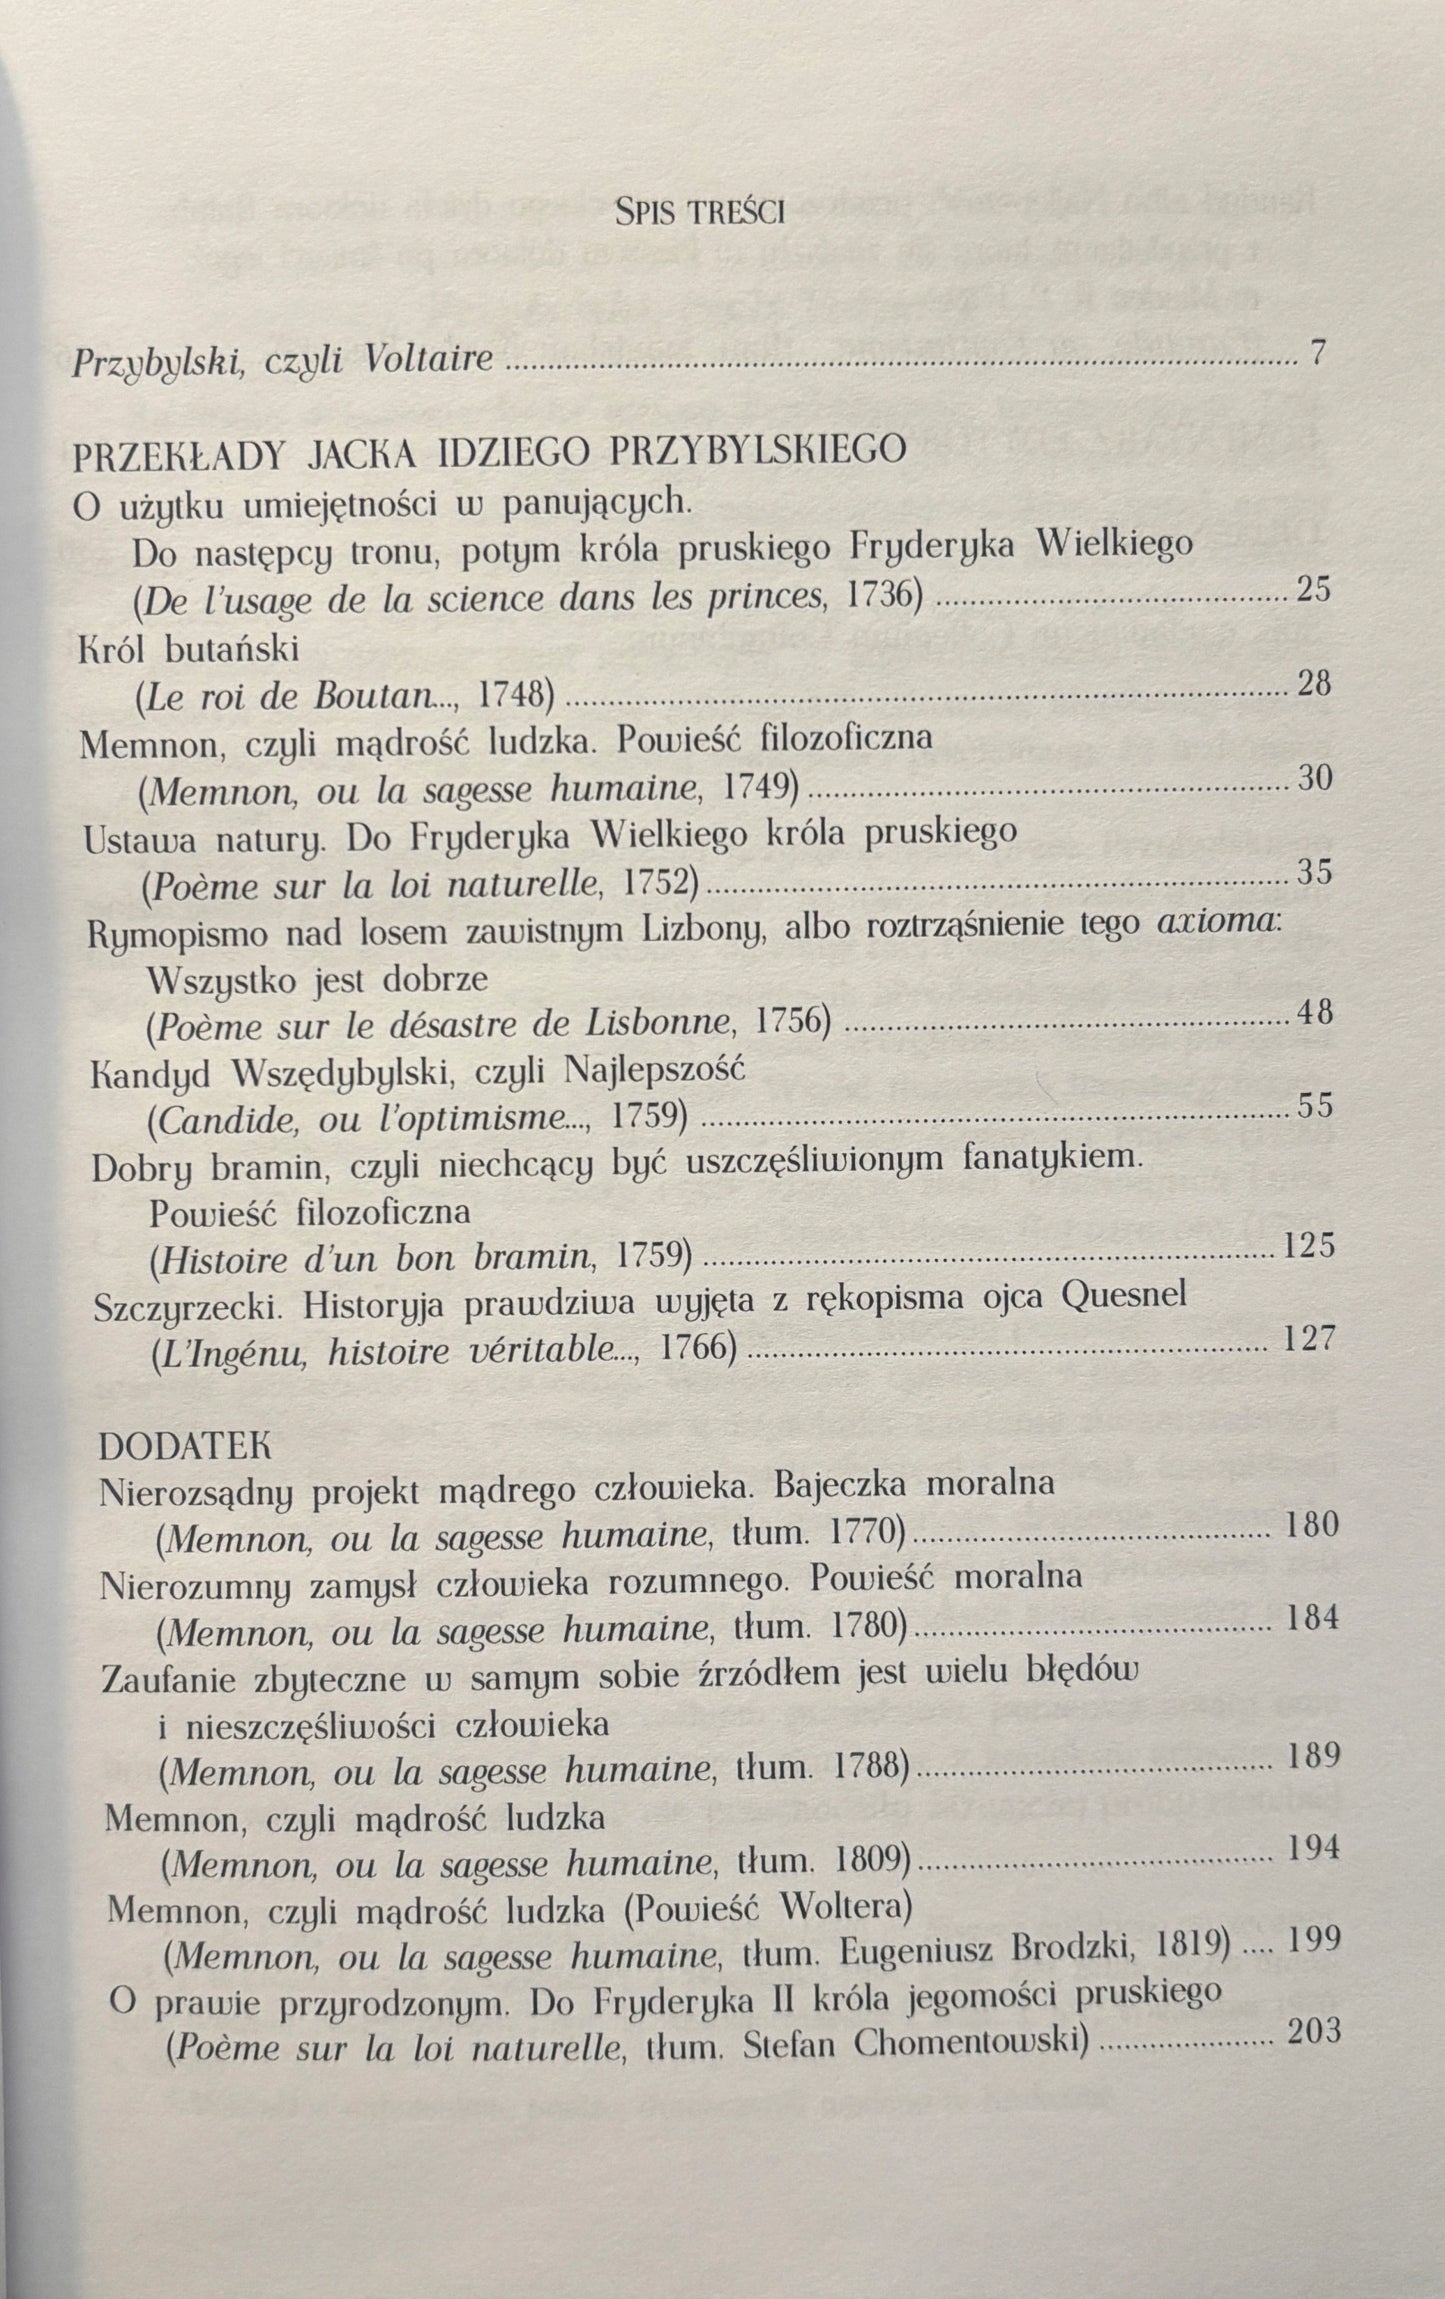 SPIS TREŚCI
Przybylski, czyli Voltaire ........ 7
PRZEKŁADY JACKA IDZIEGO PRZYBYLSKIEGO
O użytku umiejętności w panujących.
Do następcy tronu, potym króla pruskiego Fryderyka Wielkiego
(De l'usage de la science dans les princes, 1736) ........ 25
Król butański
(Le roi de Boutan..., 1748) ........ 28
Memnon, czyli mądrość ludzka. Powieść filozoficzna
(Memnon, ou la sagesse humaine, 1749) ........ 30
Ustawa natury. Do Fryderyka Wielkiego króla pruskiego
(Poème sur la loi naturelle, 1752) ........ 35
Rymopismo nad losem zawistnym Lizbony, albo roztrząśnienie tego axioma:
Wszystko jest dobrze
(Poème sur le désastre de Lisbonne, 1756) ........ 48
Kandyd Wszędybylski, czyli Najlepszość
(Candide, ou l'optimisme..., 1759) ........ 55
Dobry bramin, czyli niechcący być uszczęśliwionym fanatykiem.
Powieść filozoficzna
(Histoire d'un bon bramin, 1759) ........ 125
Szczyrzecki. Historyja prawdziwa wyjęta z rękopisma ojca Quesnel
(L'Ingénu, histoire véritable..., 1766) ........ 127
DODATEK
Nierozsądny projekt mądrego człowieka. Bajeczka moralna
(Memnon, ou la sagesse humaine, tłum. 1770) ........ 180
Nierozumny zamysł człowieka rozumnego. Powieść moralna
(Memnon, ou la sagesse humaine, tłum. 1780) ........ 184
Zaufanie zbyteczne w samym sobie źrzódłem jest wielu błędów
i nieszczęśliwości człowieka
(Memnon, ou la sagesse humaine, tłum. 1788) ........ 189
Memnon, czyli mądrość ludzka
(Memnon, ou la sagesse humaine, tłum. 1809) ........ 194
Memnon, czyli mądrość ludzka (Powieść Woltera)
(Memnon, ou la sagesse humaine, tłum. Eugeniusz Brodzki, 1819) .... 199
O prawie przyrodzonym. Do Fryderyka II króla jegomości pruskiego
(Poème sur la loi naturelle, tłum. Stefan Chomentowski) ........ 203